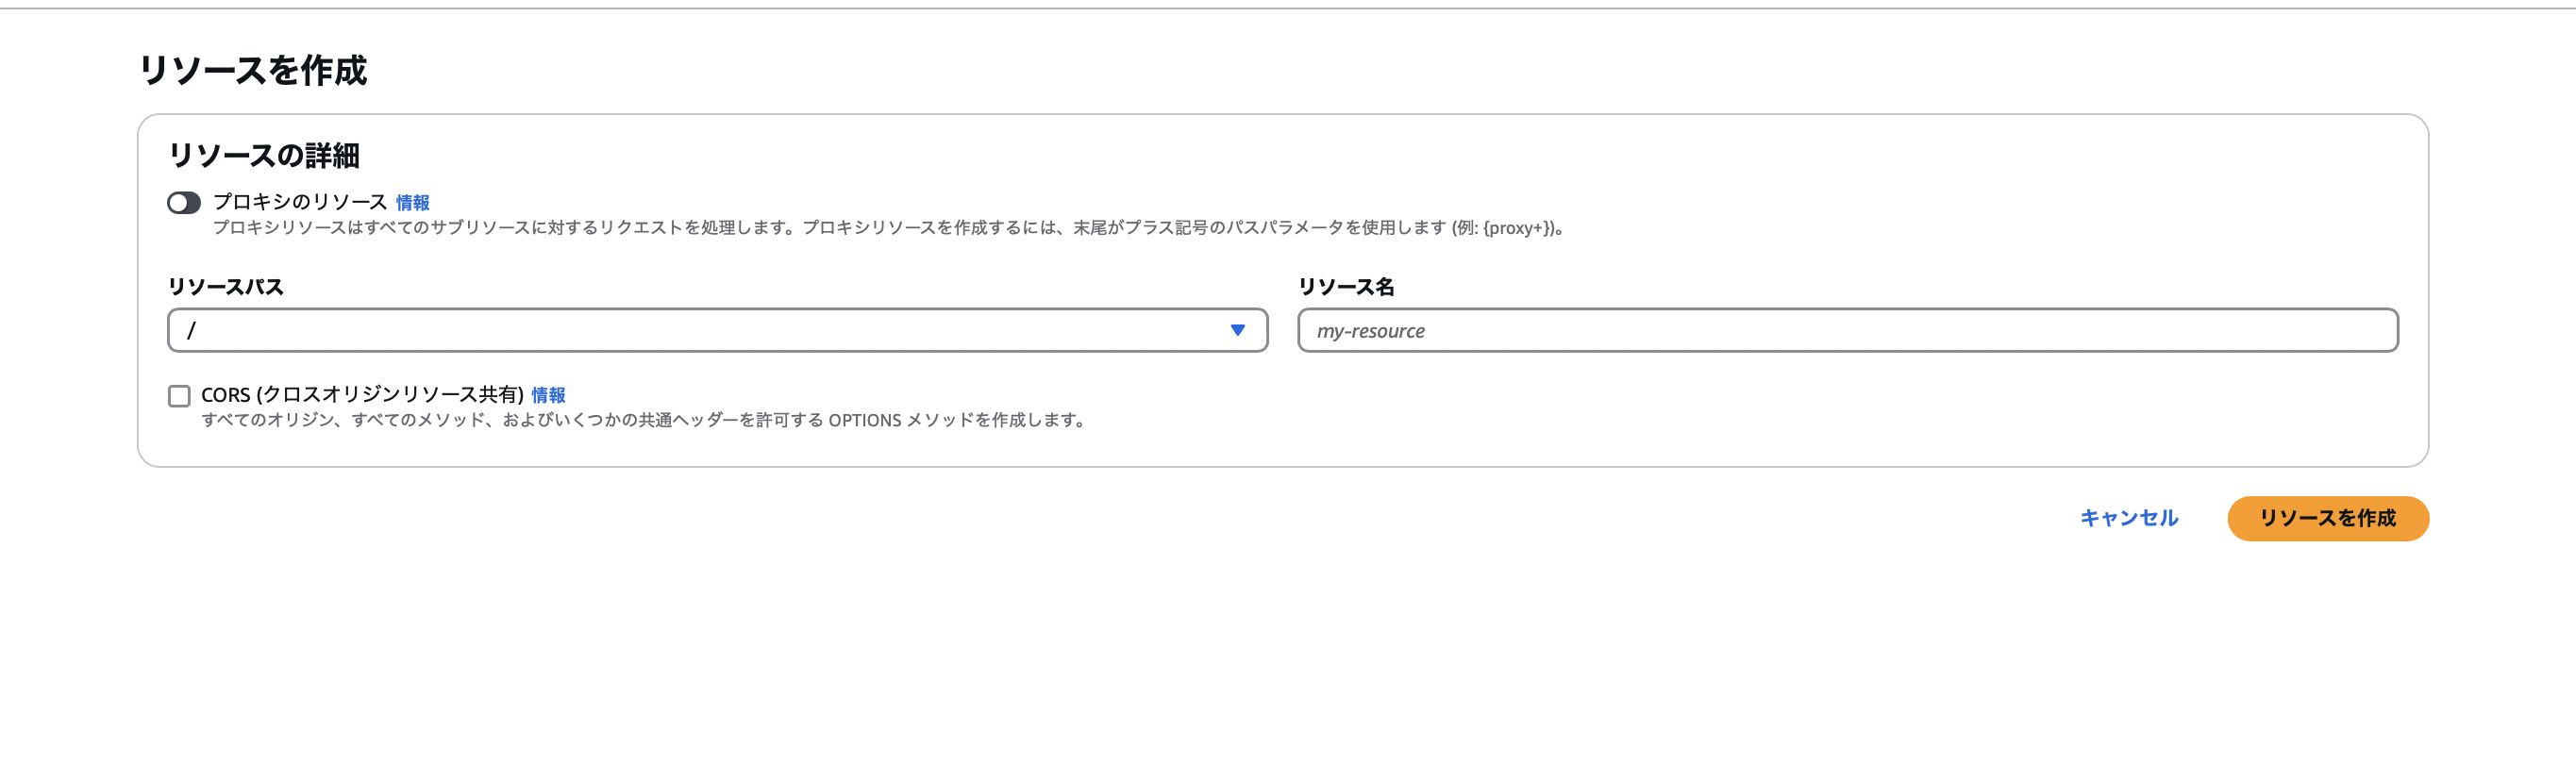 リソースを作成
リソースの詳細
プロキシのリソース 情報
プロキシリソースはすべてのサブリソースに対するリクエストを処理します。プロキシリソースを作成するには、末尾がプラス記号のパスパラメータを使用します (例: {proxy+})。
リソースパス
/
リソース名
my-resource
CORS (クロスオリジンリソース共有) 情報
すべてのオリジン、すべてのメソッド、およびいくつかの共通ヘッダーを許可する OPTIONS メソッドを作成します。
キャンセル
リソースを作成